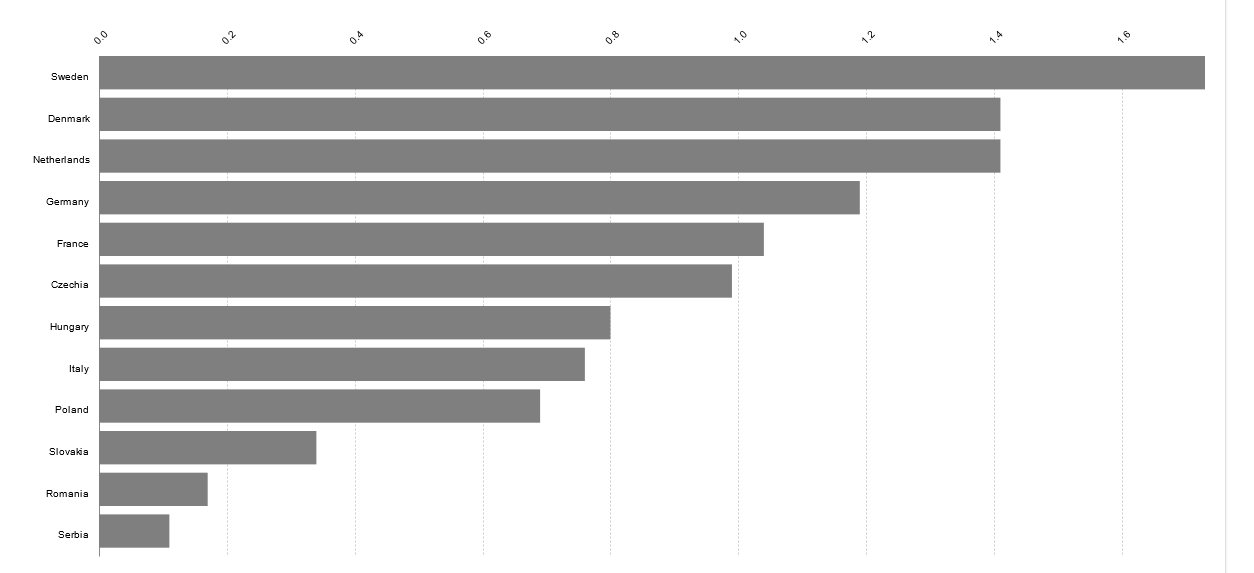 0.0 0.2 0.4 0.6 0.8 1.0 1.2 1.4 1.6
Sweden
Denmark
Netherlands
Germany
France
Czechia
Hungary
Italy
Poland
Slovakia
Romania
Serbia